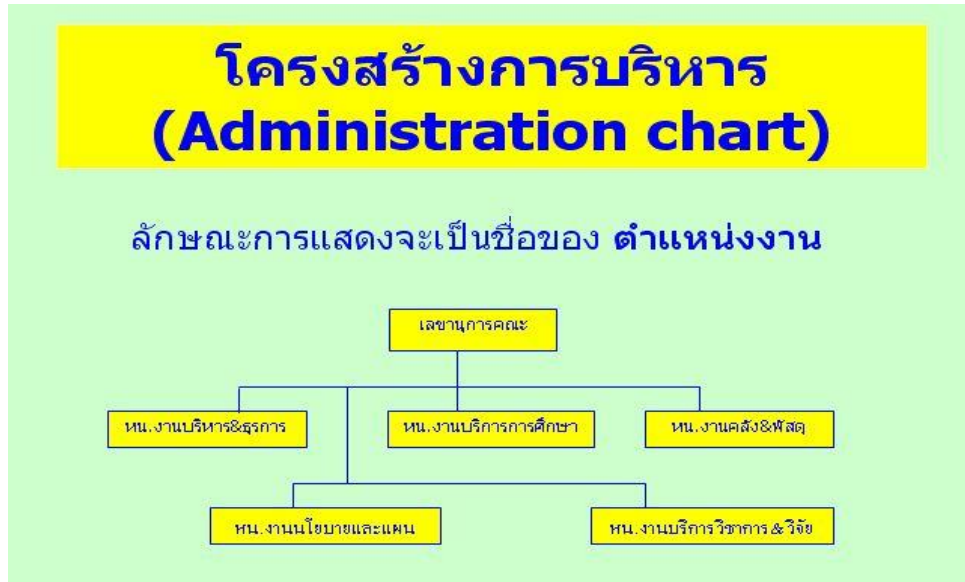 โครงสร้างการบริหาร
(Administration chart)
ลักษณะการแสดงจะเป็นชื่อของ ตำแหน่งงาน
เลขานุการคณะ
หน.งานบริหาร&ธุรการ
หน.งานบริการการศึกษา
หน.งานคลัง&พัสดุ
หน.งานนโยบายและแผน
หน.งานบริการวิชาการ&วิจัย